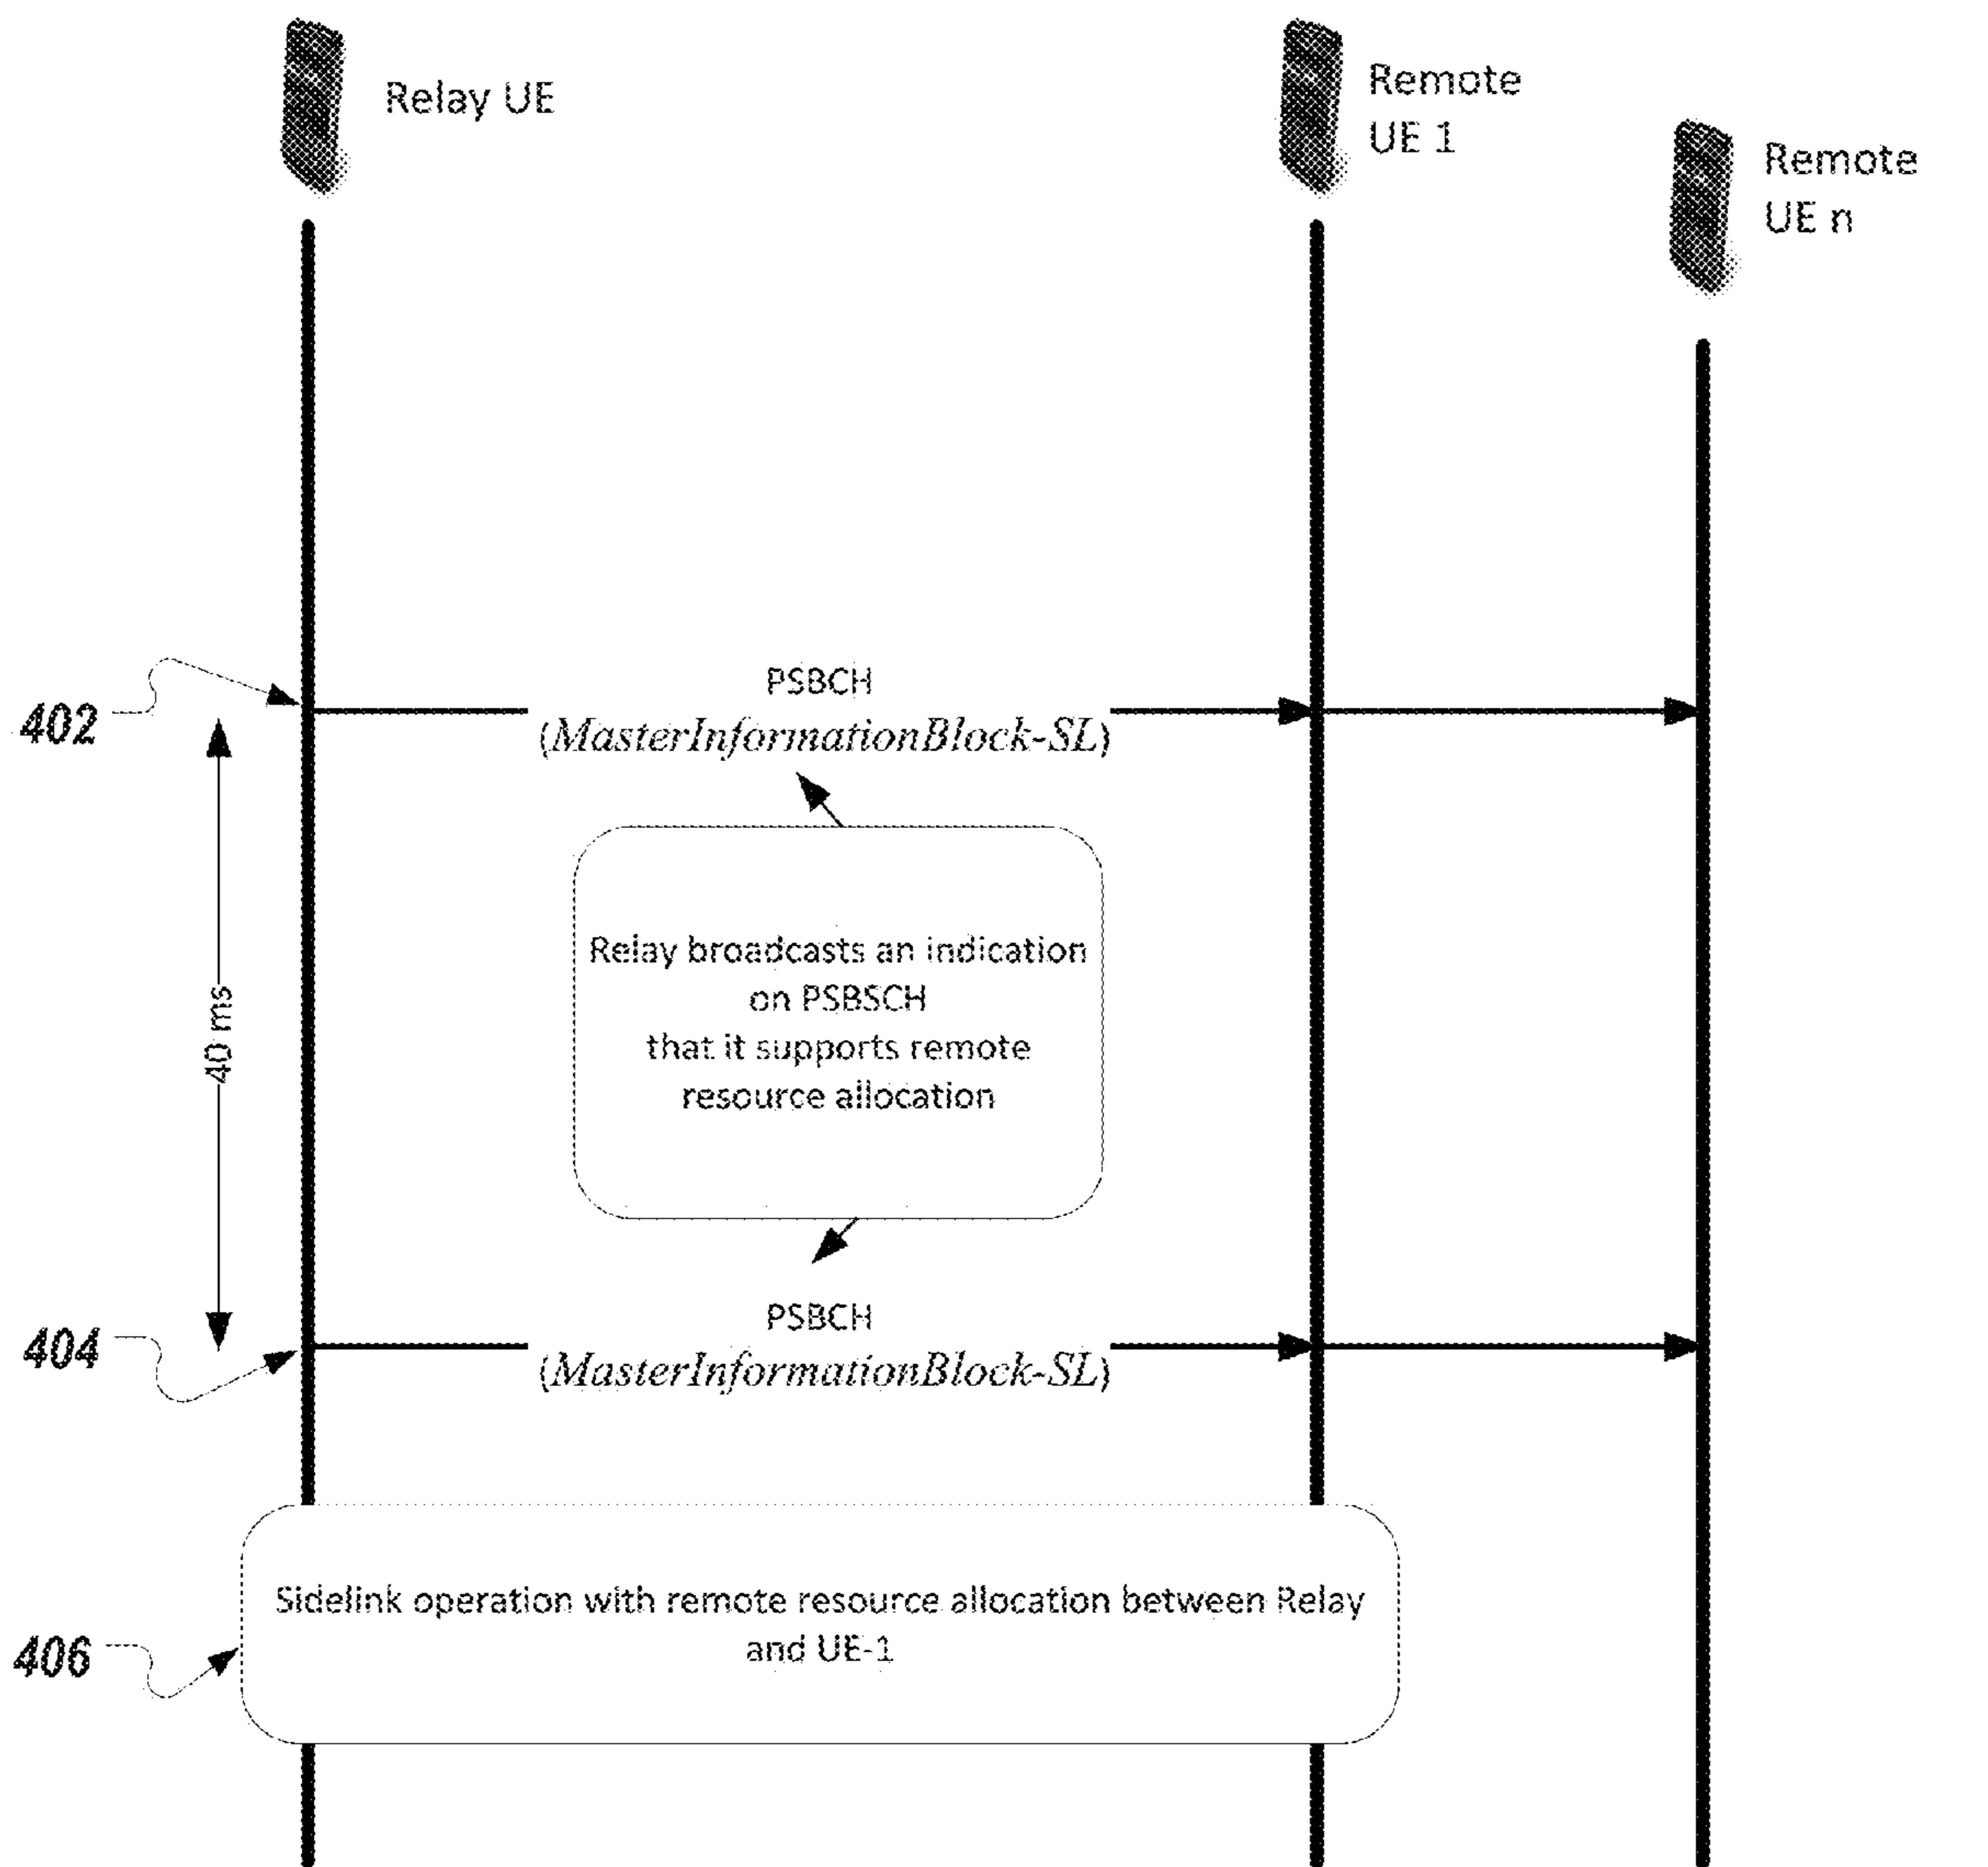 Relay UE
Remote
UE 1
Remote
UE n
402
PSBCH
(MasterInformationBlock-SL)
40 ms
Relay broadcasts an indication
on PSBSCH
that it supports remote
resource allocation
404
PSBCH
(MasterInformationBlock-SL)
406
Sidelink operation with remote resource allocation between Relay
and UE-1